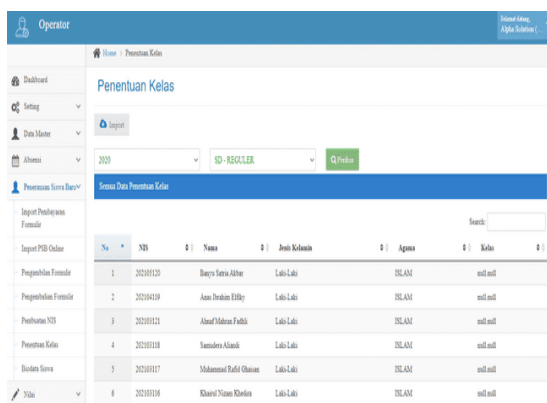 Operator
Selamat datang,
Alpha Solution (...
Home > Penentuan Kelas
Dashboard
Setting
Data Master
Absensi
Penerimaan Siswa Baru
Import Pembayaran
Formulir
Import PSB Online
Pengambilan Formulir
Pengembalian Formulir
Pembuatan NIS
Penentuan Kelas
Biodata Siswa
Nilai
Penentuan Kelas
Import
2020
SD - REGULER
Periksa
Semua Data Penentuan Kelas
Search:
No NIS Nama Jenis Kelamin Agama Kelas
1 202105120 Banyu Satria Akbar Laki-Laki ISLAM null null
2 202104119 Anas Ibrahim Elfiky Laki-Laki ISLAM null null
3 202103121 Ahnaf Mahran Fadhli Laki-Laki ISLAM null null
4 202103118 Samudera Aliandi Laki-Laki ISLAM null null
5 202103117 Muhammad Rafid Ghaisan Laki-Laki ISLAM null null
6 202103116 Khairul Nizam Khedira Laki-Laki ISLAM null null